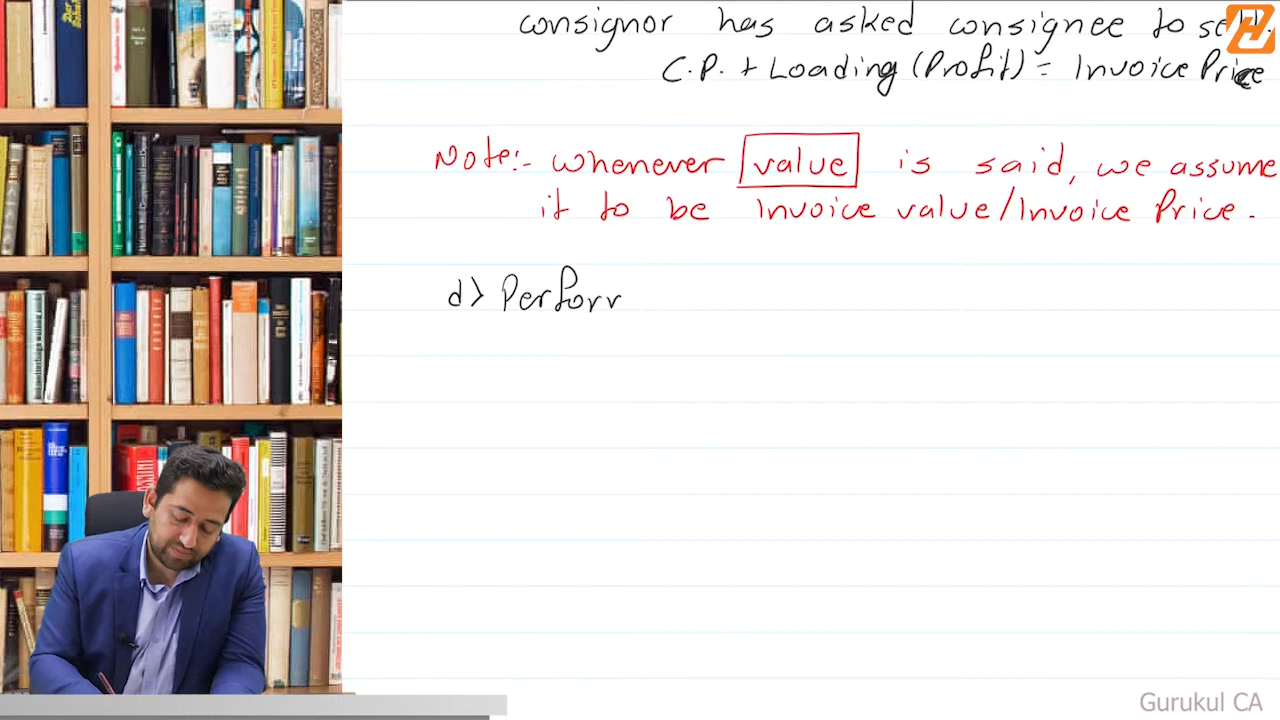 consignor has asked consignee to sell.
C.P. + Loading (Profit) = Invoice Price
Note:- Whenever value is said, we assume
it to be Invoice value/Invoice Price.
d> Perforr
Gurukul CA